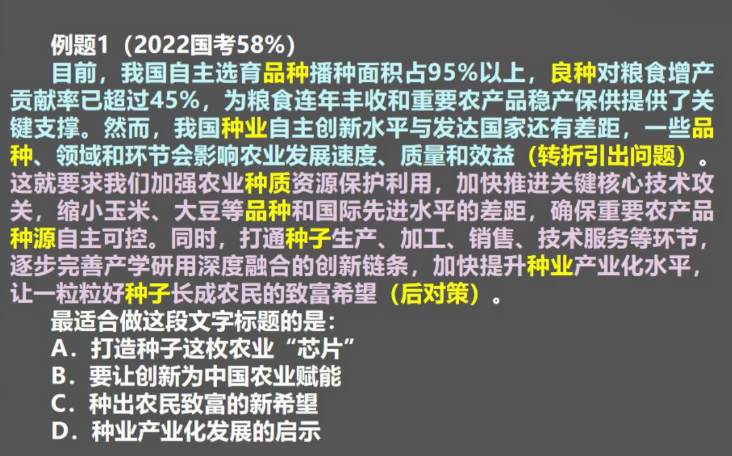 例题1（2022国考58%）
目前，我国自主选育品种播种面积占95%以上，良种对粮食增产
贡献率已超过45%，为粮食连年丰收和重要农产品稳产保供提供了关
键支撑。然而，我国种业自主创新水平与发达国家还有差距，一些品
种、领域和环节会影响农业发展速度、质量和效益（转折引出问题）。
这就要求我们加强农业种质资源保护利用，加快推进关键核心技术攻
关，缩小玉米、大豆等品种和国际先进水平的差距，确保重要农产品
种源自主可控。同时，打通种子生产、加工、销售、技术服务等环节，
逐步完善产学研用深度融合的创新链条，加快提升种业产业化水平，
让一粒粒好种子长成农民的致富希望（后对策）。
最适合做这段文字标题的是：
A．打造种子这枚农业“芯片”
B．要让创新为中国农业赋能
C．种出农民致富的新希望
D．种业产业化发展的启示